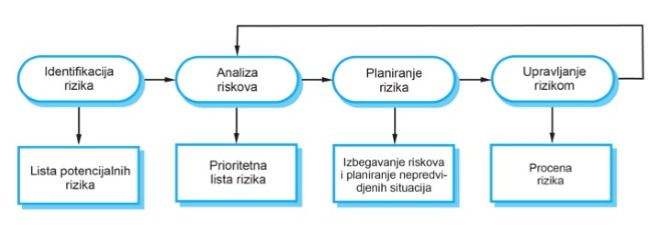 Identifikacija
rizika
Analiza
riskova
Planiranje
rizika
Upravljanje
rizikom
Lista potencijalnih
rizika
Prioritetna
lista rizika
Izbegavanje riskova
i planiranje nepredvi-
djenih situacija
Procena
rizika